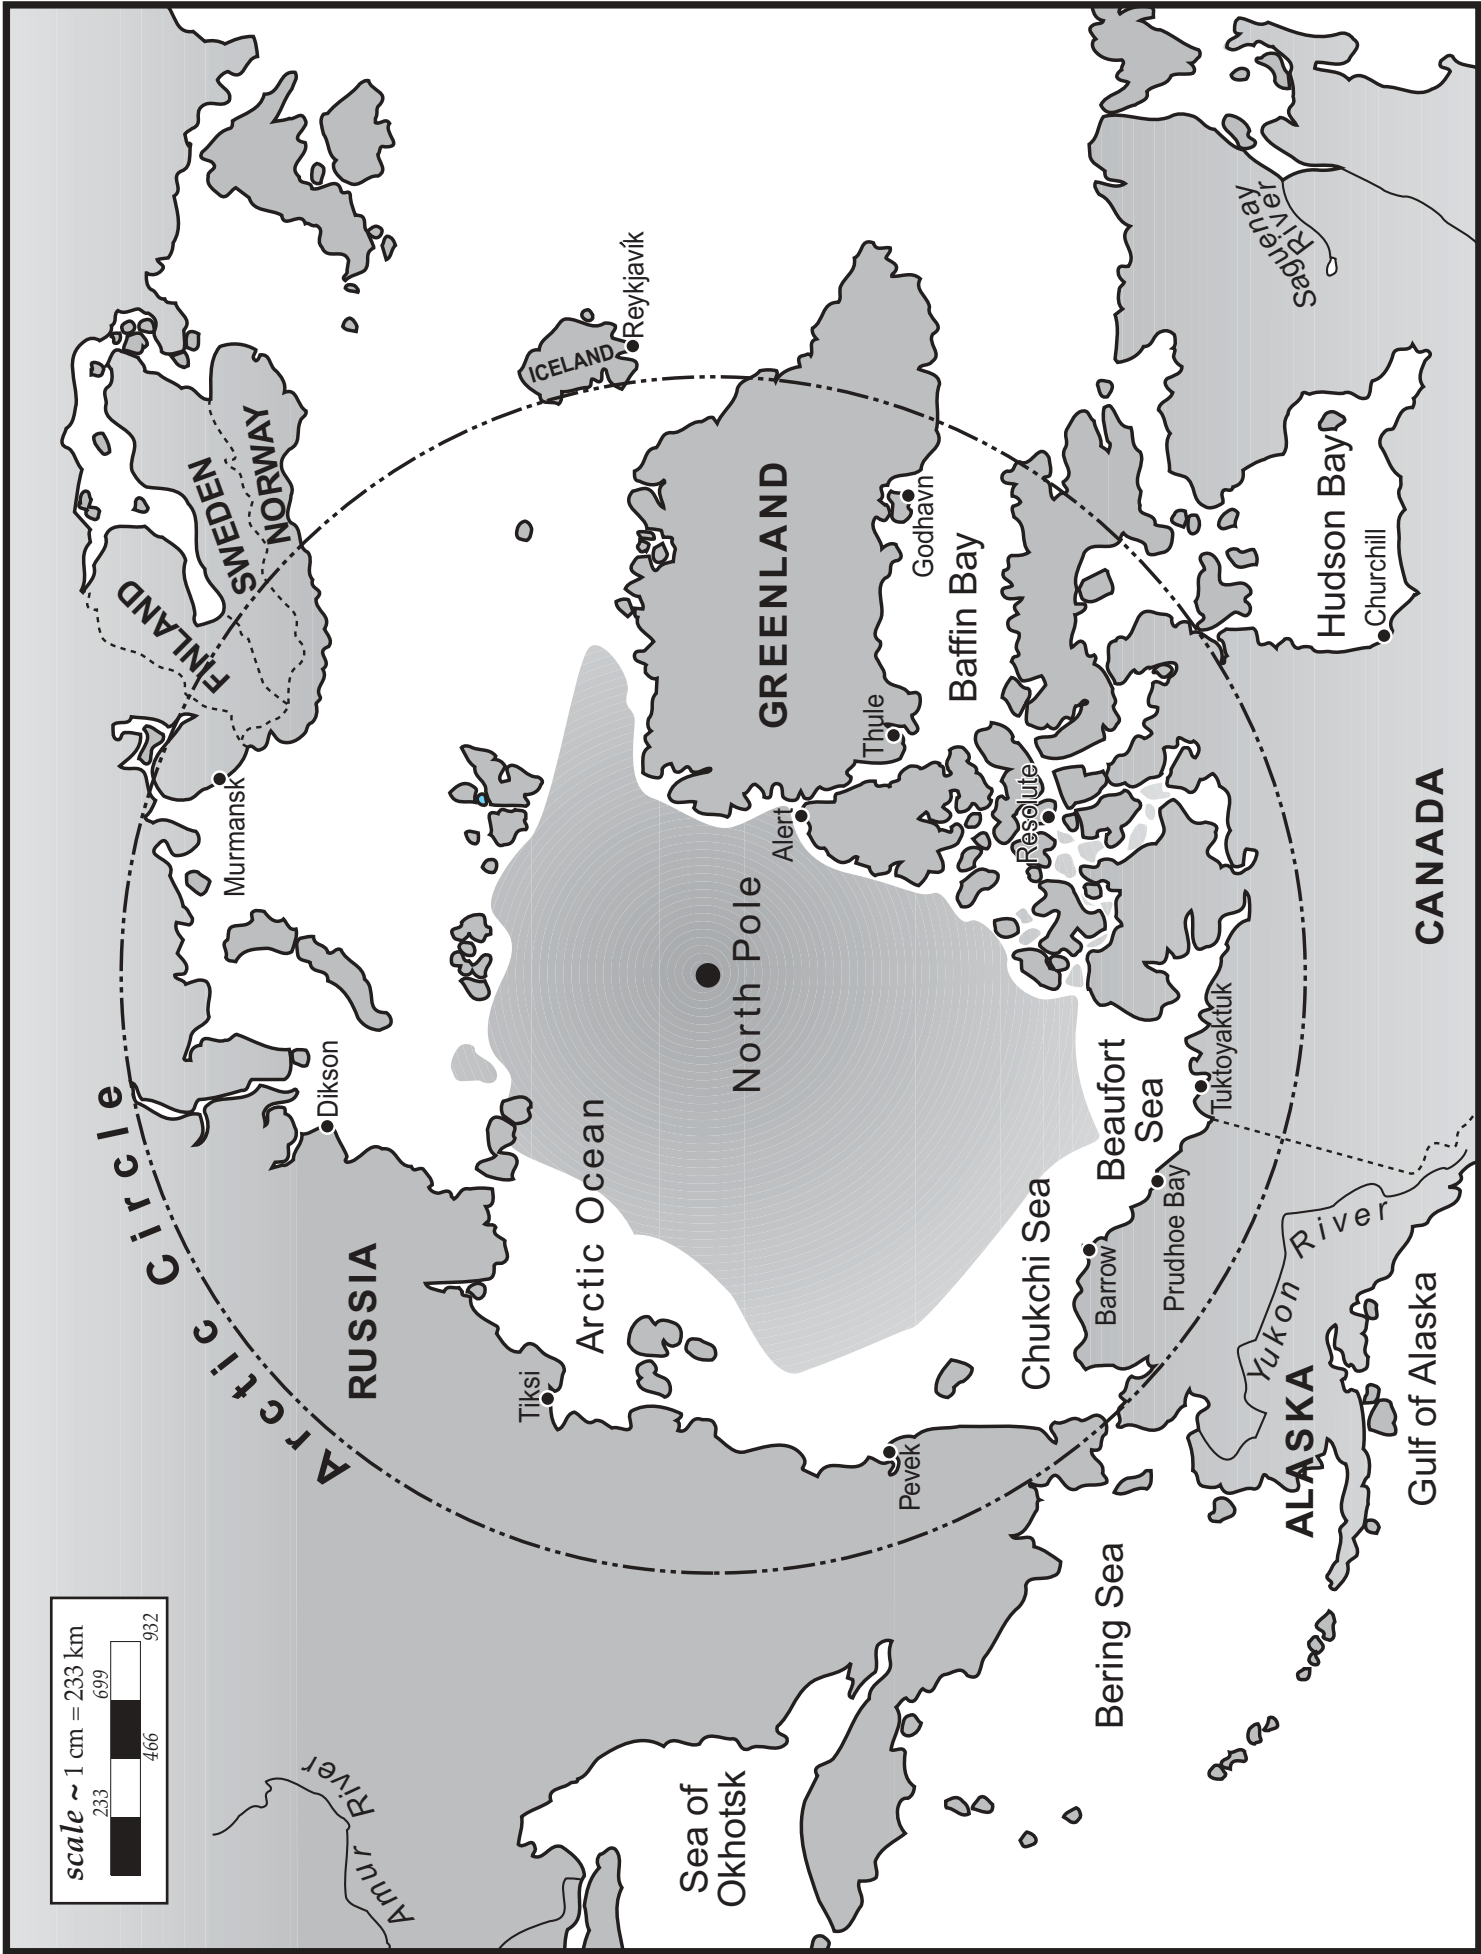 scale ~ 1 cm = 233 km
233
699
466
932
Arctic Circle
RUSSIA
FINLAND
SWEDEN
NORWAY
Murmansk
Dikson
Tiksi
Pevek
ICELAND
Reykjavík
GREENLAND
Godhavn
Thule
Alert
Baffin Bay
Resolute
North Pole
Arctic Ocean
Chukchi Sea
Beaufort
Sea
Barrow
Prudhoe Bay
Tuktoyaktuk
Hudson Bay
Churchill
CANADA
Saguenay
River
Yukon River
ALASKA
Gulf of Alaska
Bering Sea
Sea of
Okhotsk
Amur River